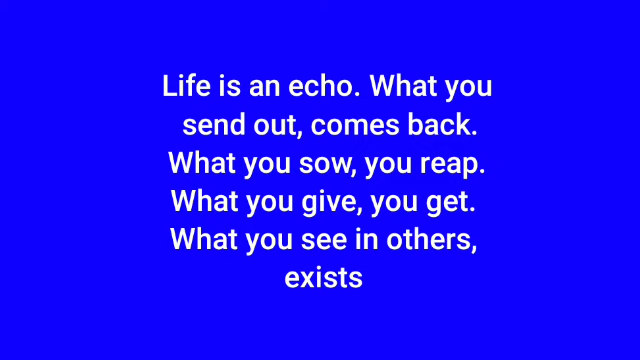 Life is an echo. What you
send out, comes back.
What you sow, you reap.
What you give, you get.
What you see in others,
exists